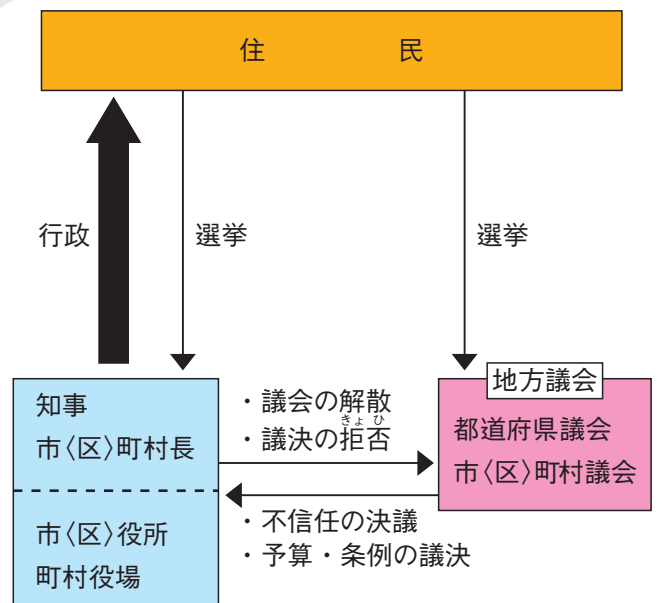 住民
行政
選挙
選挙
知事
市〈区〉町村長
市〈区〉役所
町村役場
・議会の解散
・議決の拒否
きょひ
・不信任の決議
・予算・条例の議決
地方議会
都道府県議会
市〈区〉町村議会